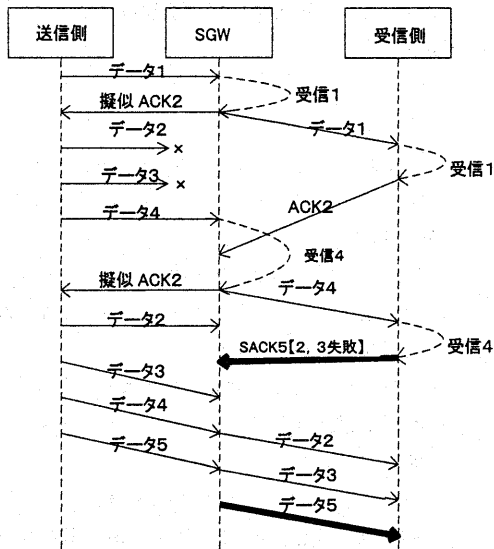 送信側
SGW
受信側
データ1
受信1
擬似 ACK2
データ1
データ2
受信1
データ3
ACK2
データ4
受信4
擬似 ACK2
データ4
データ2
SACK5【2, 3失敗】
受信4
データ3
データ4
データ5
データ2
データ3
データ5